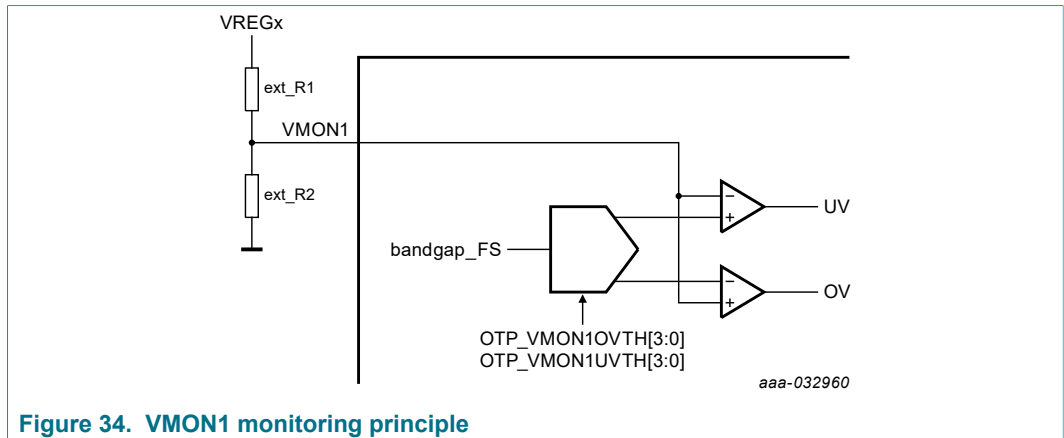 VREGx
ext_R1
VMON1
ext_R2
bandgap_FS
−
+
UV
−
+
OV
OTP_VMON1OVTH[3:0]
OTP_VMON1UVTH[3:0]
aaa-032960
Figure 34. VMON1 monitoring principle